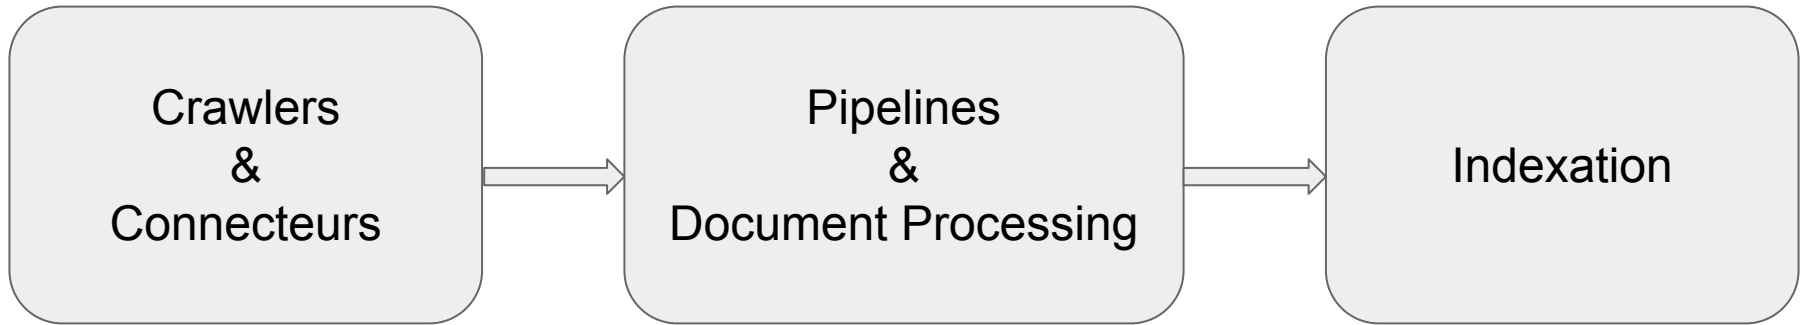 Crawlers
&
Connecteurs
Pipelines
&
Document Processing
Indexation